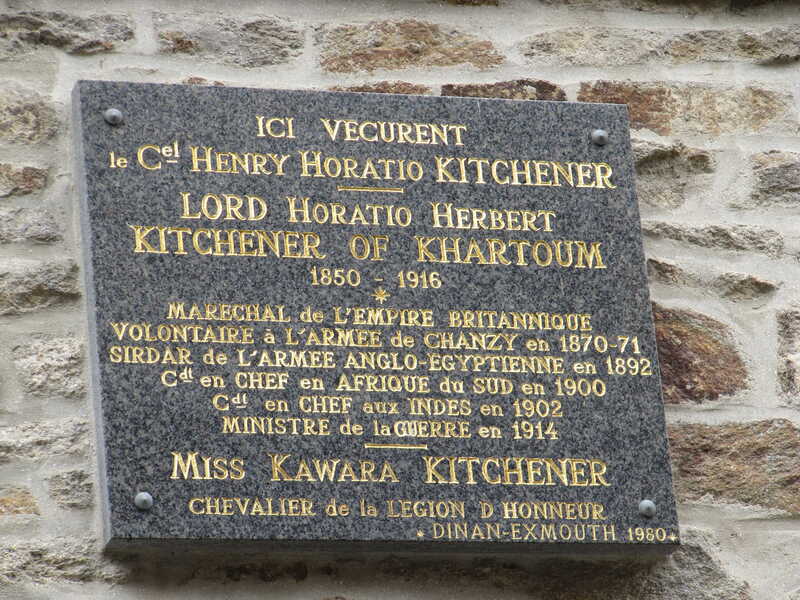 ICI VECURENT
le Cel HENRY HORATIO KITCHENER
LORD HORATIO HERBERT
KITCHENER OF KHARTOUM
1850 - 1916
*
MARECHAL de L'EMPIRE BRITANNIQUE
VOLONTAIRE à L'ARMEE de CHANZY en 1870-71
SIRDAR de L'ARMEE ANGLO-EGYPTIENNE en 1892
Cdt en CHEF en AFRIQUE du SUD en 1900
Cdt en CHEF aux INDES en 1902
MINISTRE de la GUERRE en 1914
MISS KAWARA KITCHENER
CHEVALIER de la LEGION D HONNEUR
* DINAN-EXMOUTH 1980 *